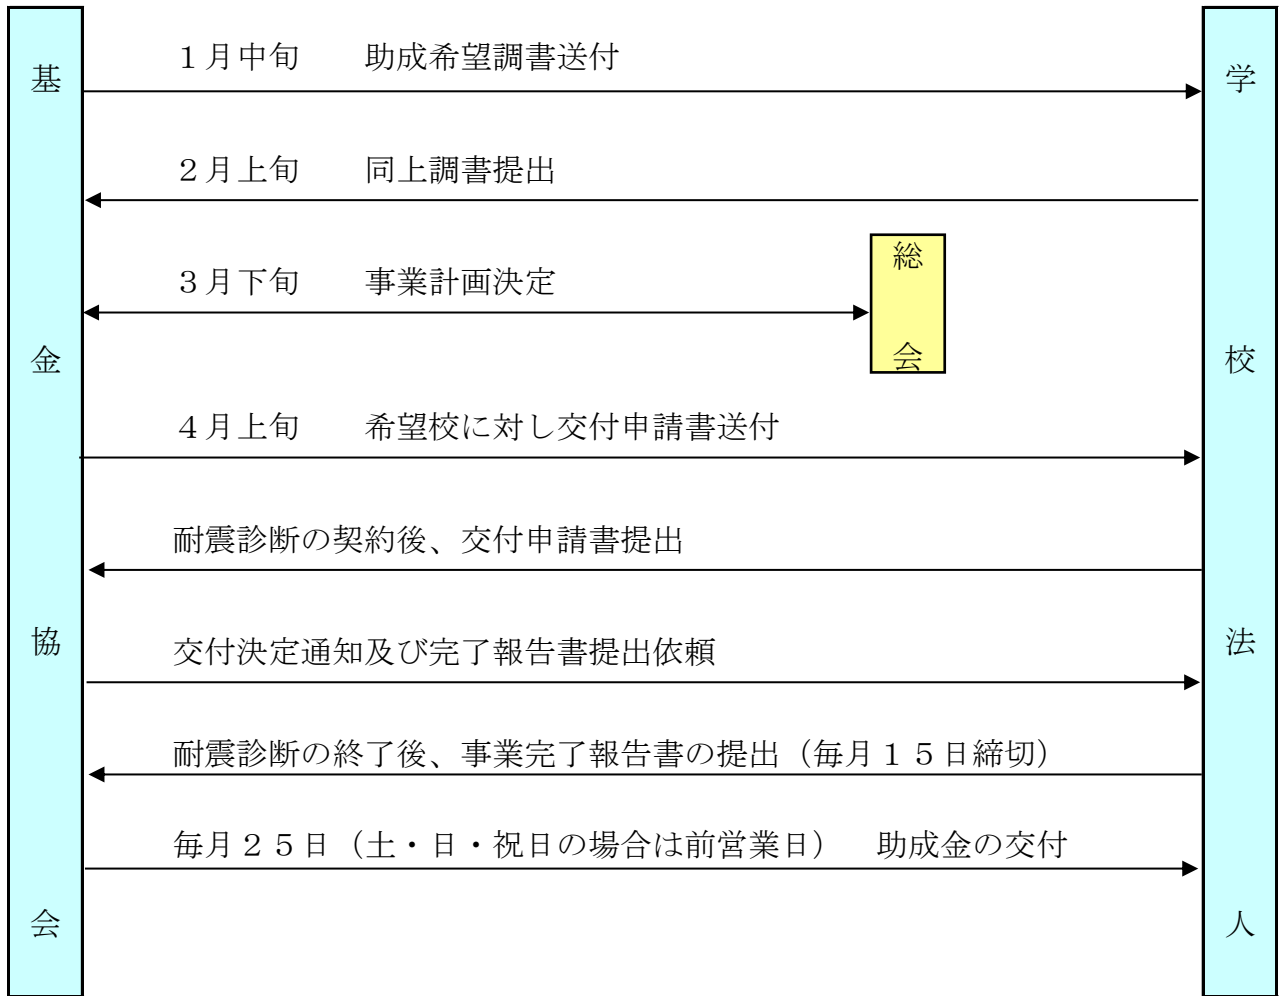 基金協会
１月中旬　　助成希望調書送付
２月上旬　　同上調書提出
３月下旬　　事業計画決定
総会
４月上旬　　希望校に対し交付申請書送付
耐震診断の契約後、交付申請書提出
交付決定通知及び完了報告書提出依頼
耐震診断の終了後、事業完了報告書の提出（毎月１５日締切）
毎月２５日（土・日・祝日の場合は前営業日）　助成金の交付
学校法人